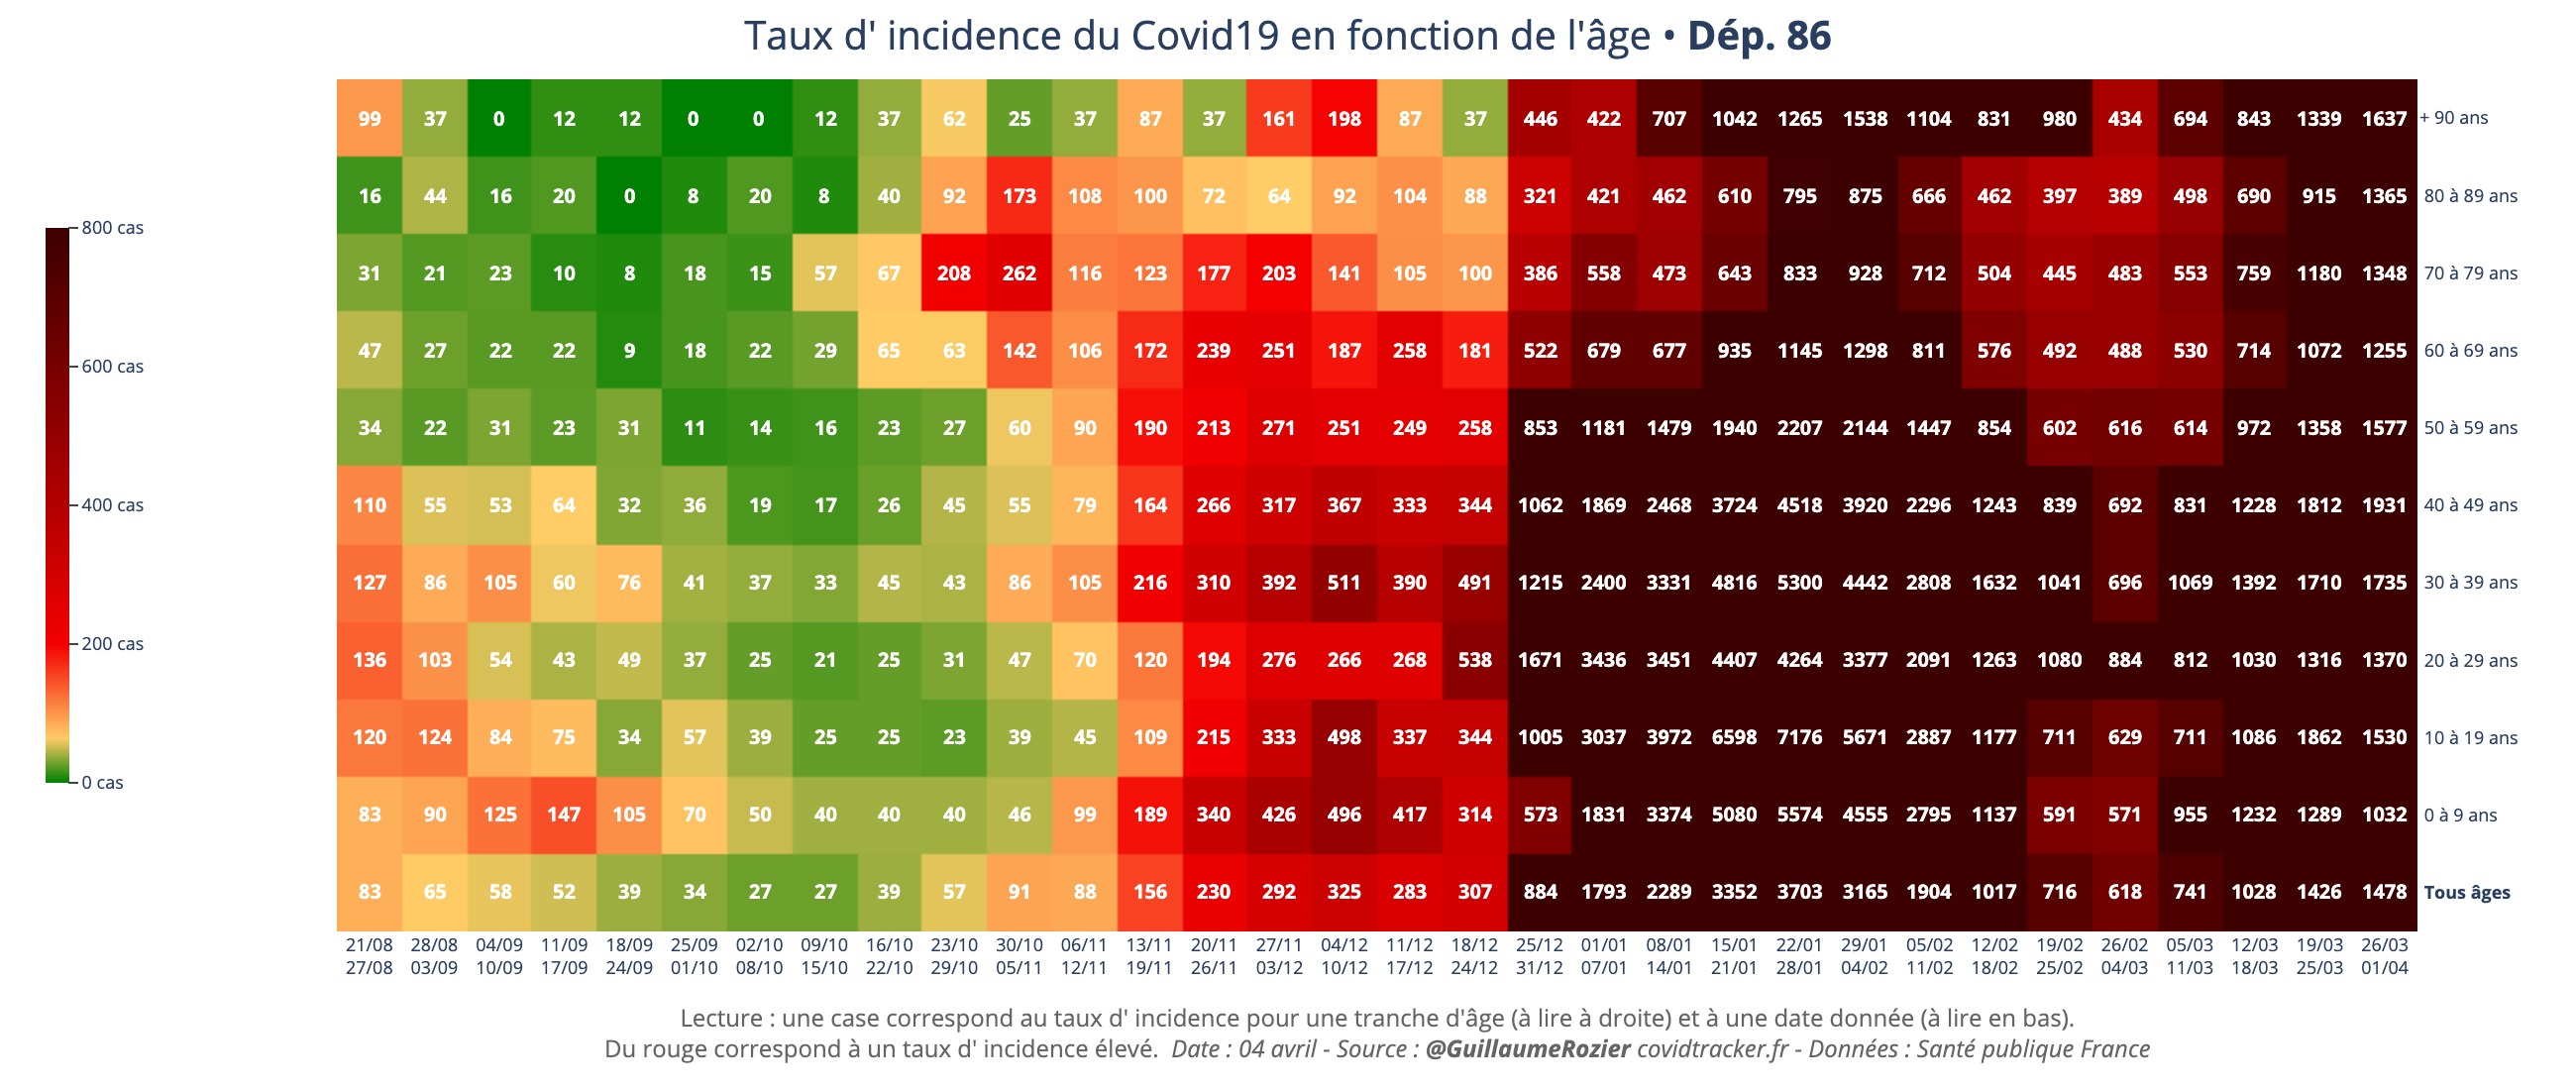 Taux d' incidence du Covid19 en fonction de l'âge • Dép. 86
800 cas
600 cas
400 cas
200 cas
0 cas
99 37 0 12 12 0 0 12 37 62 25 37 87 37 161 198 87 37 446 422 707 1042 1265 1538 1104 831 980 434 694 843 1339 1637 + 90 ans
16 44 16 20 0 8 20 8 40 92 173 108 100 72 64 92 104 88 321 421 462 610 795 875 666 462 397 389 498 690 915 1365 80 à 89 ans
31 21 23 10 8 18 15 57 67 208 262 116 123 177 203 141 105 100 386 558 473 643 833 928 712 504 445 483 553 759 1180 1348 70 à 79 ans
47 27 22 22 9 18 22 29 65 63 142 106 172 239 251 187 258 181 522 679 677 935 1145 1298 811 576 492 488 530 714 1072 1255 60 à 69 ans
34 22 31 23 31 11 14 16 23 27 60 90 190 213 271 251 249 258 853 1181 1479 1940 2207 2144 1447 854 602 616 614 972 1358 1577 50 à 59 ans
110 55 53 64 32 36 19 17 26 45 55 79 164 266 317 367 333 344 1062 1869 2468 3724 4518 3920 2296 1243 839 692 831 1228 1812 1931 40 à 49 ans
127 86 105 60 76 41 37 33 45 43 86 105 216 310 392 511 390 491 1215 2400 3331 4816 5300 4442 2808 1632 1041 696 1069 1392 1710 1735 30 à 39 ans
136 103 54 43 49 37 25 21 25 31 47 70 120 194 276 266 268 538 1671 3436 3451 4407 4264 3377 2091 1263 1080 884 812 1030 1316 1370 20 à 29 ans
120 124 84 75 34 57 39 25 25 23 39 45 109 215 333 498 337 344 1005 3037 3972 6598 7176 5671 2887 1177 711 629 711 1086 1862 1530 10 à 19 ans
83 90 125 147 105 70 50 40 40 40 46 99 189 340 426 496 417 314 573 1831 3374 5080 5574 4555 2795 1137 591 571 955 1232 1289 1032 0 à 9 ans
83 65 58 52 39 34 27 27 39 57 91 88 156 230 292 325 283 307 884 1793 2289 3352 3703 3165 1904 1017 716 618 741 1028 1426 1478 Tous âges
21/08 28/08 04/09 11/09 18/09 25/09 02/10 09/10 16/10 23/10 30/10 06/11 13/11 20/11 27/11 04/12 11/12 18/12 25/12 01/01 08/01 15/01 22/01 29/01 05/02 12/02 19/02 26/02 05/03 12/03 19/03 26/03
27/08 03/09 10/09 17/09 24/09 01/10 08/10 15/10 22/10 29/10 05/11 12/11 19/11 26/11 03/12 10/12 17/12 24/12 31/12 07/01 14/01 21/01 28/01 04/02 11/02 18/02 25/02 04/03 11/03 18/03 25/03 01/04
Lecture : une case correspond au taux d' incidence pour une tranche d'âge (à lire à droite) et à une date donnée (à lire en bas).
Du rouge correspond à un taux d' incidence élevé. Date : 04 avril - Source : @GuillaumeRozier covidtracker.fr - Données : Santé publique France